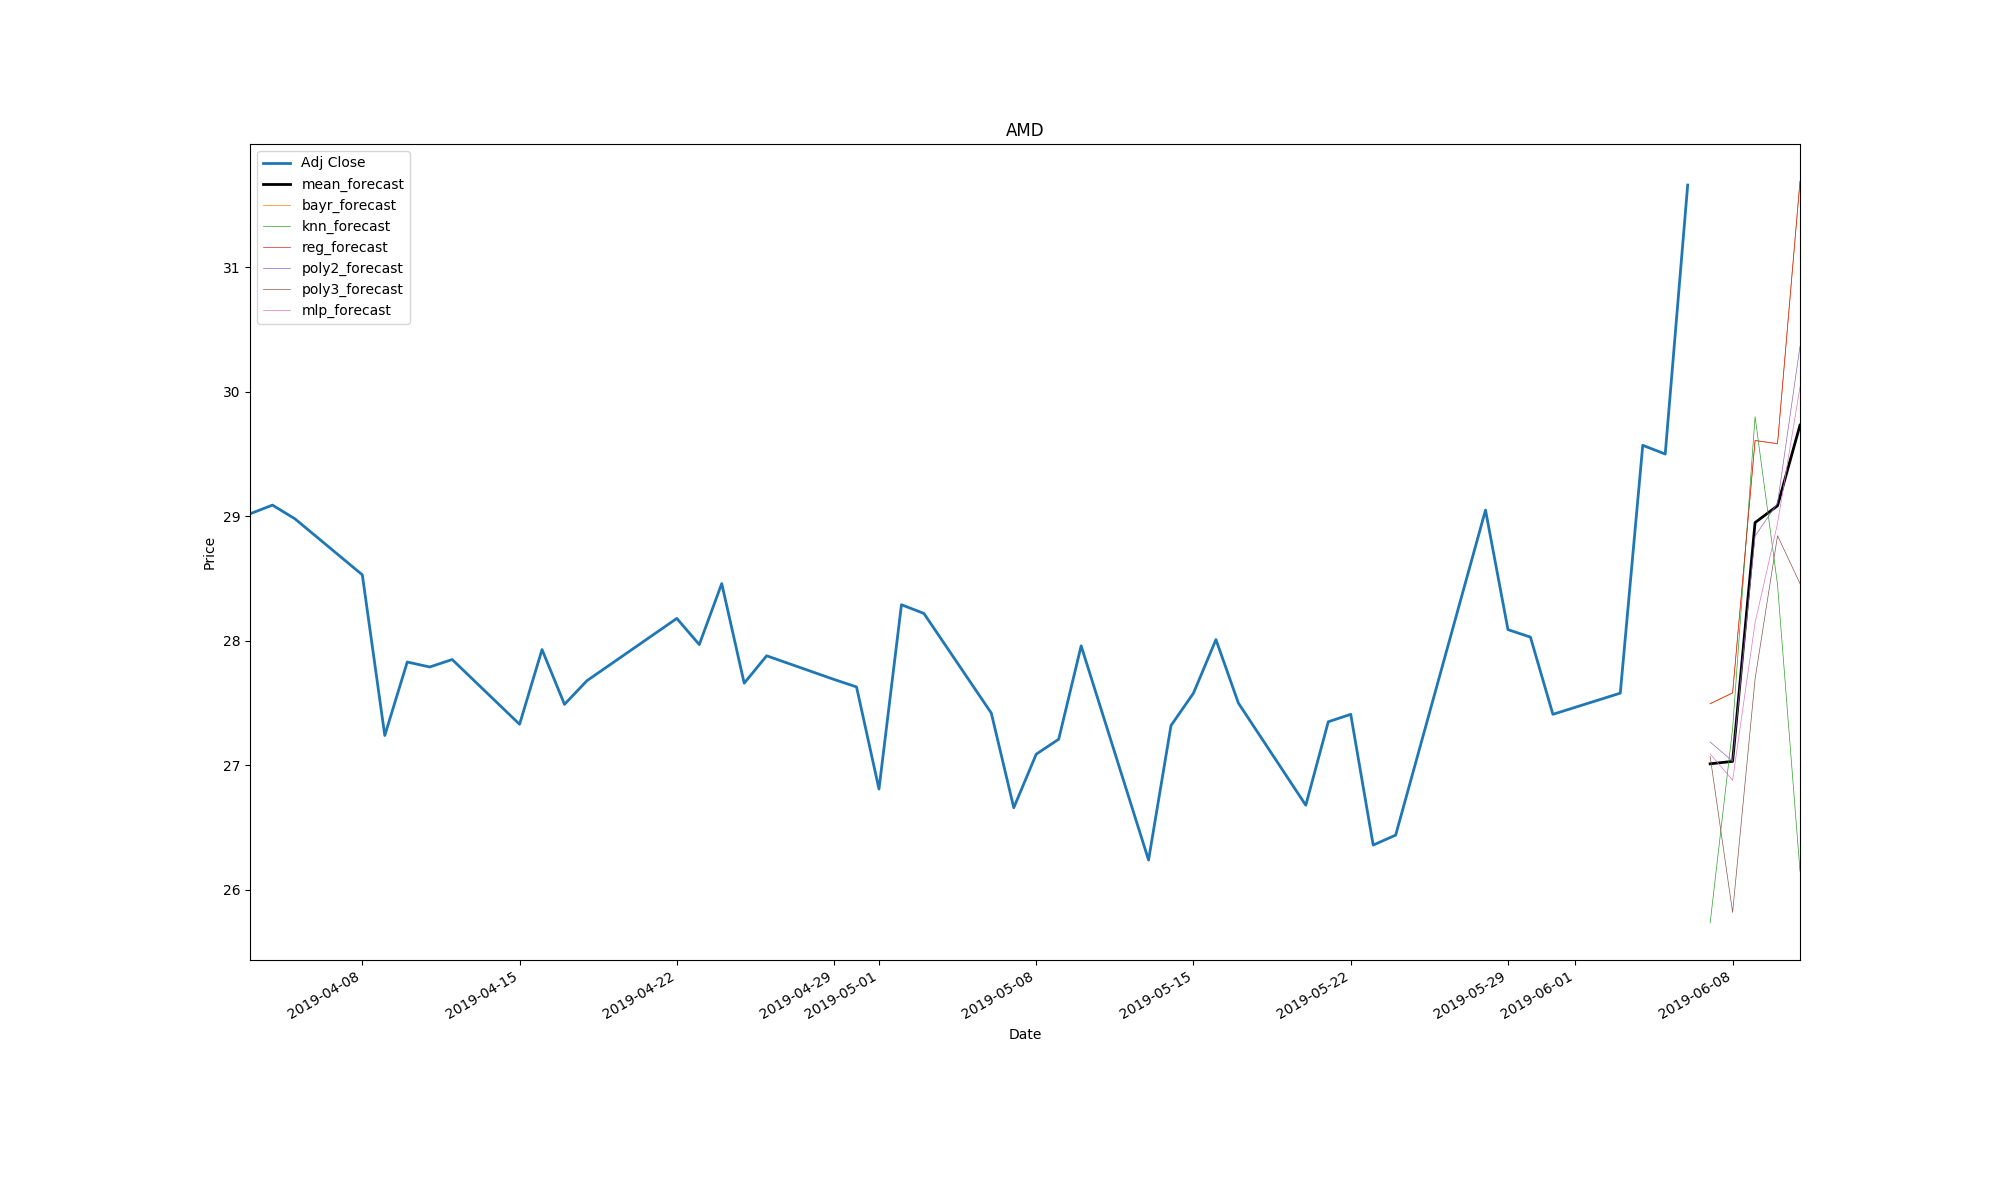 AMD
Adj Close
mean_forecast
bayr_forecast
knn_forecast
reg_forecast
poly2_forecast
poly3_forecast
mlp_forecast
31
30
29
28
27
26
Price
2019-04-08
2019-04-15
2019-04-22
2019-04-29
2019-05-01
2019-05-08
2019-05-15
2019-05-22
2019-05-29
2019-06-01
2019-06-08
Date